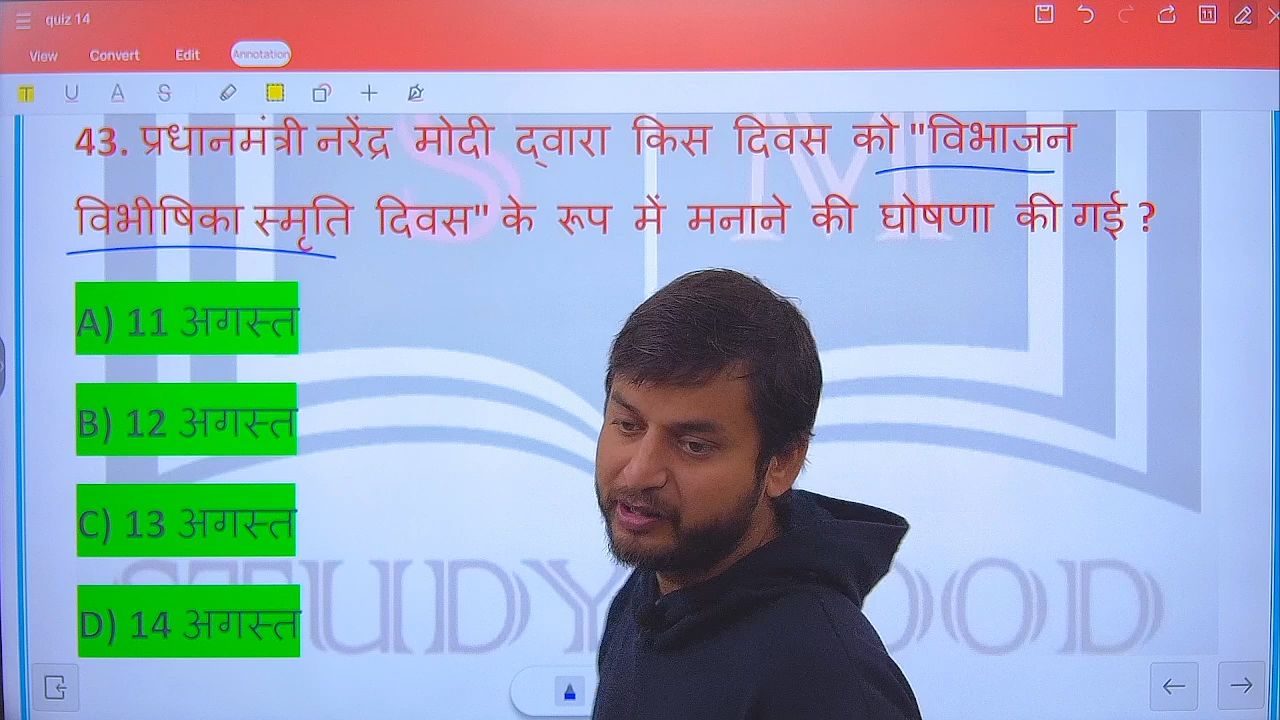 quiz 14
View Convert Edit Annotation
43. प्रधानमंत्री नरेंद्र मोदी द्वारा किस दिवस को "विभाजन
विभीषिका स्मृति दिवस" के रूप में मनाने की घोषणा की गई ?
A) 11 अगस्त
B) 12 अगस्त
C) 13 अगस्त
D) 14 अगस्त